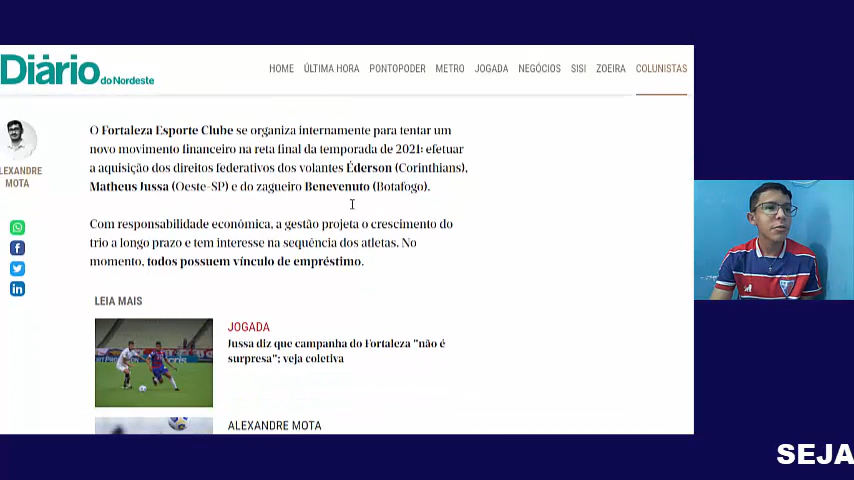 Diário do Nordeste
HOME ÚLTIMA HORA PONTOPODER METRO JOGADA NEGÓCIOS SISI ZOEIRA COLUNISTAS
LEXANDRE
MOTA
O Fortaleza Esporte Clube se organiza internamente para tentar um
novo movimento financeiro na reta final da temporada de 2021: efetuar
a aquisição dos direitos federativos dos volantes Éderson (Corinthians),
Matheus Jussa (Oeste-SP) e do zagueiro Benevenuto (Botafogo).
Com responsabilidade econômica, a gestão projeta o crescimento do
trio a longo prazo e tem interesse na sequência dos atletas. No
momento, todos possuem vínculo de empréstimo.
LEIA MAIS
JOGADA
Jussa diz que campanha do Fortaleza "não é
surpresa"; veja coletiva
ALEXANDRE MOTA
SEJA